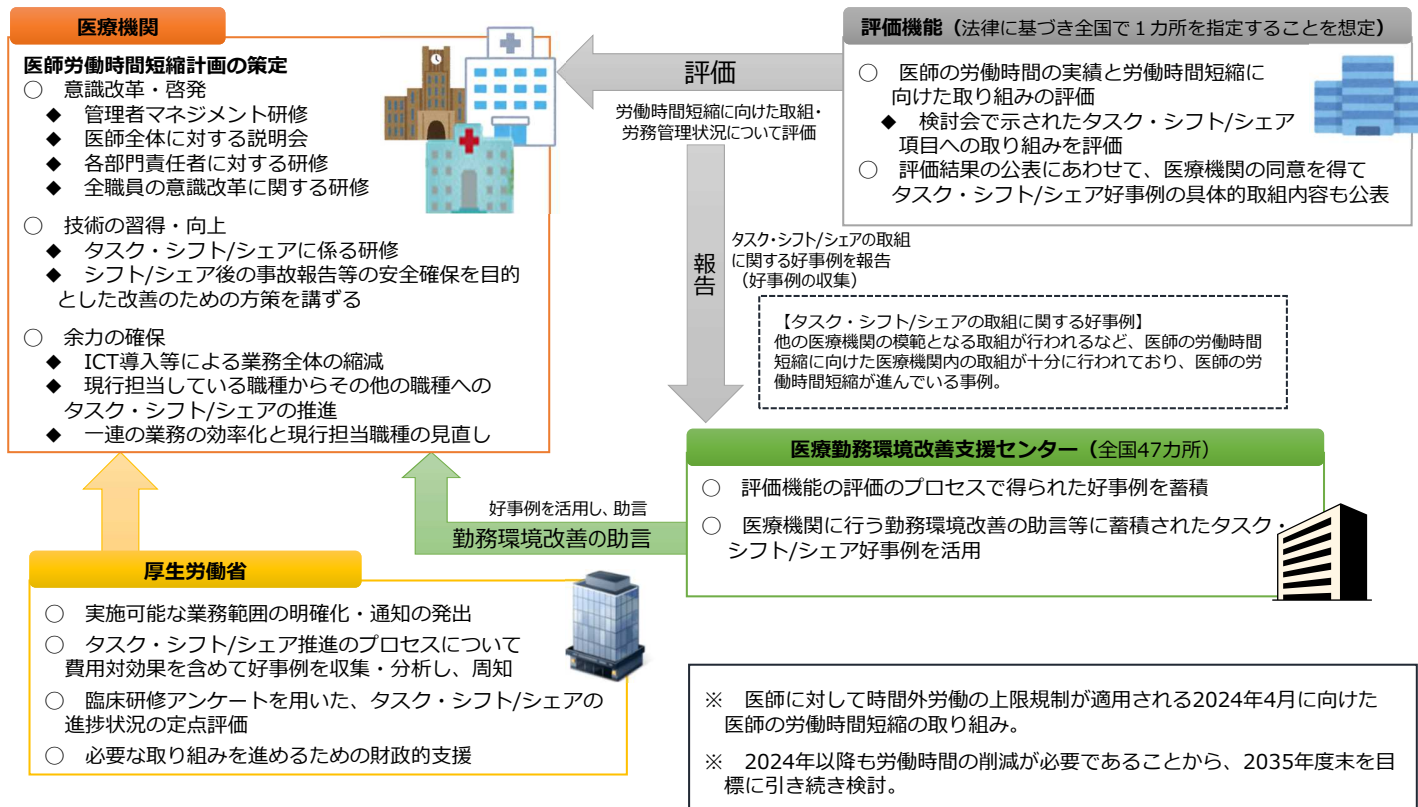 医療機関
医師労働時間短縮計画の策定
○ 意識改革・啓発
◆ 管理者マネジメント研修
◆ 医師全体に対する説明会
◆ 各部門責任者に対する研修
◆ 全職員の意識改革に関する研修
○ 技術の習得・向上
◆ タスク・シフト/シェアに係る研修
◆ シフト/シェア後の事故報告等の安全確保を目的
とした改善のための方策を講ずる
○ 余力の確保
◆ ICT導入等による業務全体の縮減
◆ 現行担当している職種からその他の職種への
タスク・シフト/シェアの推進
◆ 一連の業務の効率化と現行担当職種の見直し
評価
労働時間短縮に向けた取組・
労務管理状況について評価
評価機能（法律に基づき全国で１カ所を指定することを想定）
○ 医師の労働時間の実績と労働時間短縮に
向けた取り組みの評価
◆ 検討会で示されたタスク・シフト/シェア
項目への取り組みを評価
○ 評価結果の公表にあわせて、医療機関の同意を得て
タスク・シフト/シェア好事例の具体的取組内容も公表
報告
タスク・シフト/シェアの取組
に関する好事例を報告
（好事例の収集）
【タスク・シフト/シェアの取組に関する好事例】
他の医療機関の模範となる取組が行われるなど、医師の労働時間
短縮に向けた医療機関内の取組が十分に行われており、医師の労
働時間短縮が進んでいる事例。
医療勤務環境改善支援センター（全国47カ所）
○ 評価機能の評価のプロセスで得られた好事例を蓄積
○ 医療機関に行う勤務環境改善の助言等に蓄積されたタスク・
シフト/シェア好事例を活用
好事例を活用し、助言
勤務環境改善の助言
厚生労働省
○ 実施可能な業務範囲の明確化・通知の発出
○ タスク・シフト/シェア推進のプロセスについて
費用対効果を含めて好事例を収集・分析し、周知
○ 臨床研修アンケートを用いた、タスク・シフト/シェアの
進捗状況の定点評価
○ 必要な取り組みを進めるための財政的支援
※ 医師に対して時間外労働の上限規制が適用される2024年4月に向けた
医師の労働時間短縮の取り組み。
※ 2024年以降も労働時間の削減が必要であることから、2035年度末を目
標に引き続き検討。